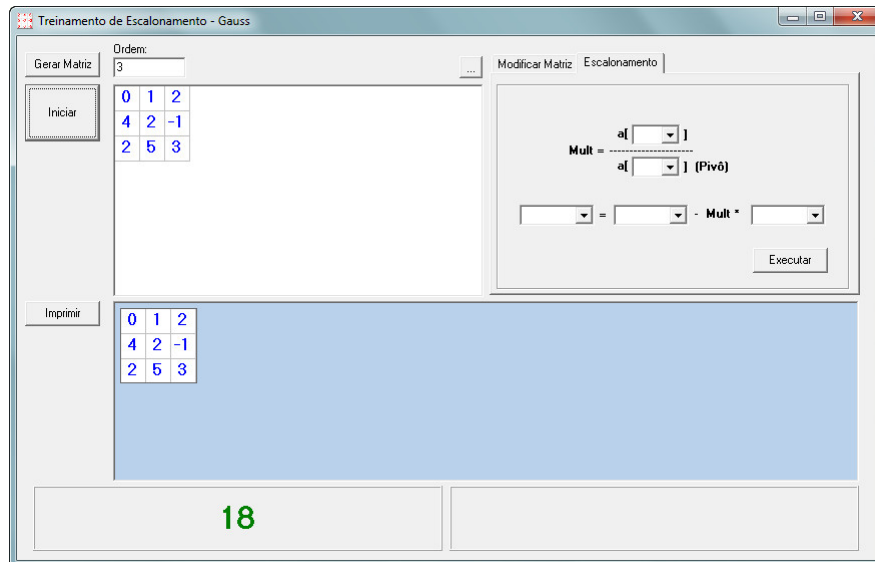 Treinamento de Escalonamento - Gauss
Ordem:
Gerar Matriz
3
...
Modificar Matriz
Escalonamento
Iniciar
0 1 2
4 2 -1
2 5 3
a[ ]
Mult = --------------------
a[ ] (Pivô)
= - Mult *
Executar
Imprimir
0 1 2
4 2 -1
2 5 3
18